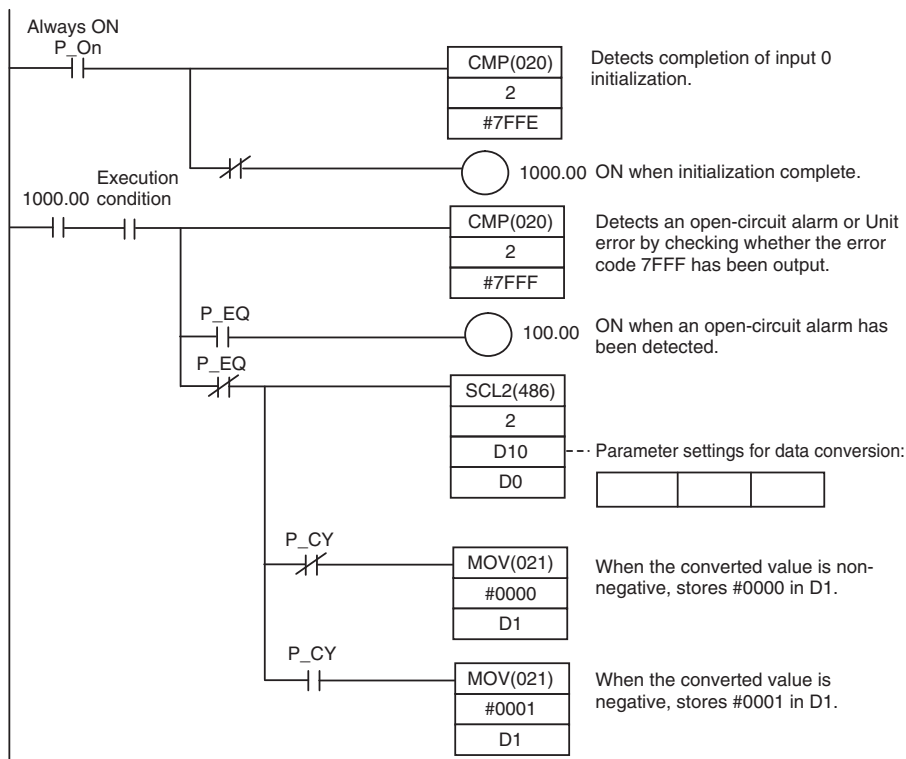 Always ON
P_On
CMP(020)
2
#7FFE
Detects completion of input 0
initialization.
1000.00
ON when initialization complete.
1000.00
Execution
condition
CMP(020)
2
#7FFF
Detects an open-circuit alarm or Unit
error by checking whether the error
code 7FFF has been output.
P_EQ
100.00
ON when an open-circuit alarm has
been detected.
P_EQ
SCL2(486)
2
D10
D0
Parameter settings for data conversion:
P_CY
MOV(021)
#0000
D1
When the converted value is non-
negative, stores #0000 in D1.
P_CY
MOV(021)
#0001
D1
When the converted value is
negative, stores #0001 in D1.